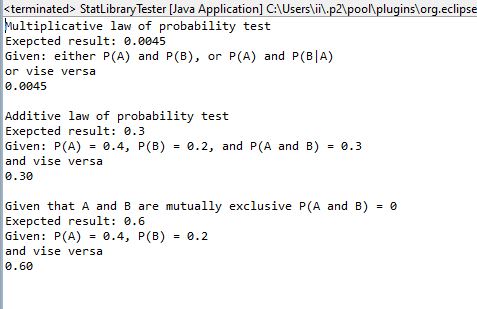 <terminated> StatLibraryTester [Java Application] C:\Users\ii\.p2\pool\plugins\org.eclipse
Multiplicative law of probability test
Exepcted result: 0.0045
Given: either P(A) and P(B), or P(A) and P(B|A)
or vise versa
0.0045
Additive law of probability test
Exepcted result: 0.3
Given: P(A) = 0.4, P(B) = 0.2, and P(A and B) = 0.3
and vise versa
0.30
Given that A and B are mutually exclusive P(A and B) = 0
Exepcted result: 0.6
Given: P(A) = 0.4, P(B) = 0.2
and vise versa
0.60